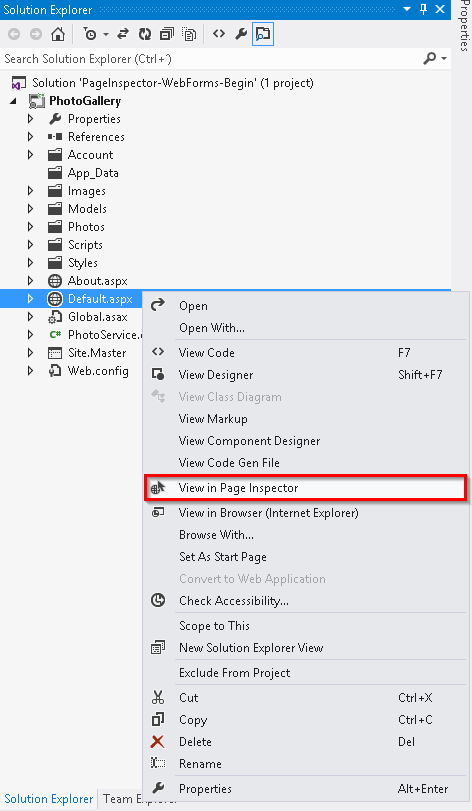 Solution Explorer
Properties
Search Solution Explorer (Ctrl+´)
Solution 'PageInspector-WebForms-Begin' (1 project)
PhotoGallery
Properties
References
Account
App_Data
Images
Models
Photos
Scripts
Styles
About.aspx
Default.aspx
Global.asax
PhotoService.
Site.Master
Web.config
Open
Open With...
View Code F7
View Designer Shift+F7
View Class Diagram
View Markup
View Component Designer
View Code Gen File
View in Page Inspector
View in Browser (Internet Explorer)
Browse With...
Set As Start Page
Convert to Web Application
Check Accessibility...
Scope to This
New Solution Explorer View
Exclude From Project
Cut Ctrl+X
Copy Ctrl+C
Delete Del
Rename
Properties Alt+Enter
Solution Explorer Team Explorer